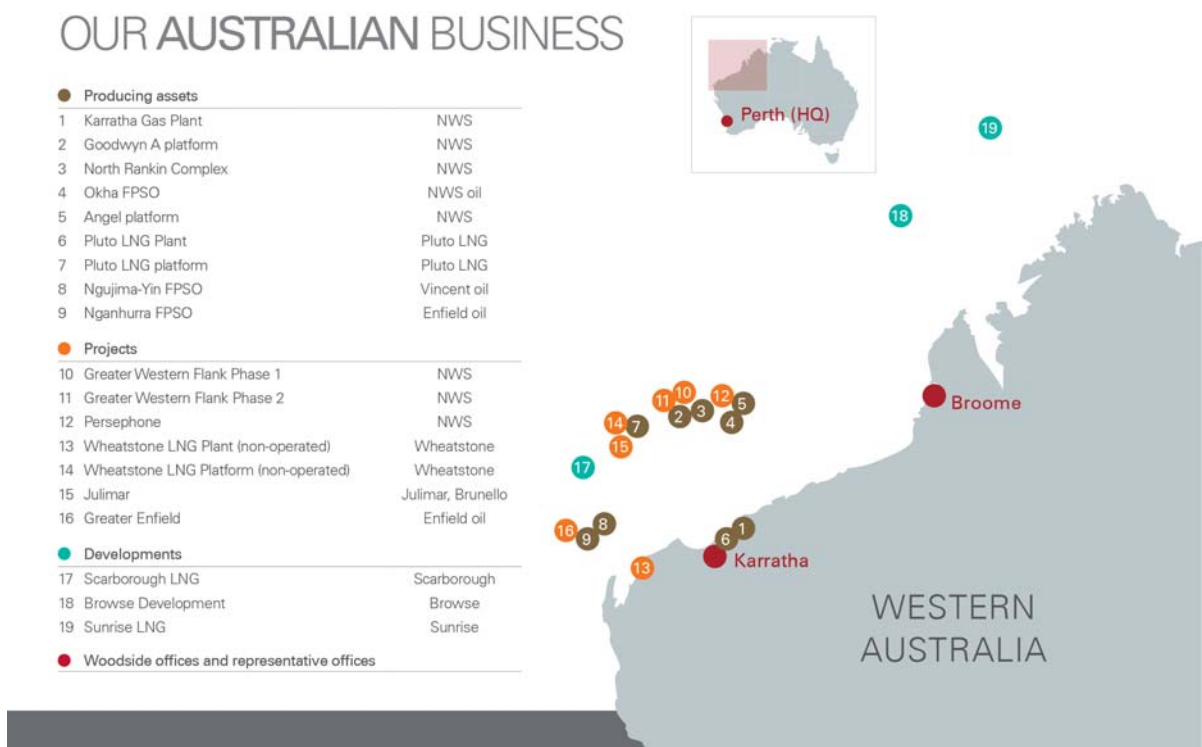 OUR AUSTRALIAN BUSINESS
Producing assets
1 Karratha Gas Plant NWS
2 Goodwyn A platform NWS
3 North Rankin Complex NWS
4 Okha FPSO NWS oil
5 Angel platform NWS
6 Pluto LNG Plant Pluto LNG
7 Pluto LNG platform Pluto LNG
8 Ngujima-Yin FPSO Vincent oil
9 Nganhurra FPSO Enfield oil
Projects
10 Greater Western Flank Phase 1 NWS
11 Greater Western Flank Phase 2 NWS
12 Persephone NWS
13 Wheatstone LNG Plant (non-operated) Wheatstone
14 Wheatstone LNG Platform (non-operated) Wheatstone
15 Julimar Julimar, Brunello
16 Greater Enfield Enfield oil
Developments
17 Scarborough LNG Scarborough
18 Browse Development Browse
19 Sunrise LNG Sunrise
Woodside offices and representative offices
Perth (HQ)
19
18
Broome
10
11
12
5
2
3
4
14
7
15
17
16
8
9
1
6
Karratha
13
WESTERN
AUSTRALIA